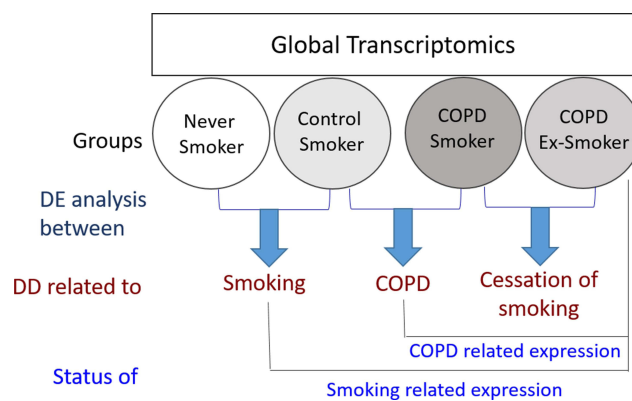 Global Transcriptomics
Groups
Never
Smoker
Control
Smoker
COPD
Smoker
COPD
Ex-Smoker
DE analysis
between
DD related to
Smoking
COPD
Cessation of
smoking
COPD related expression
Status of
Smoking related expression